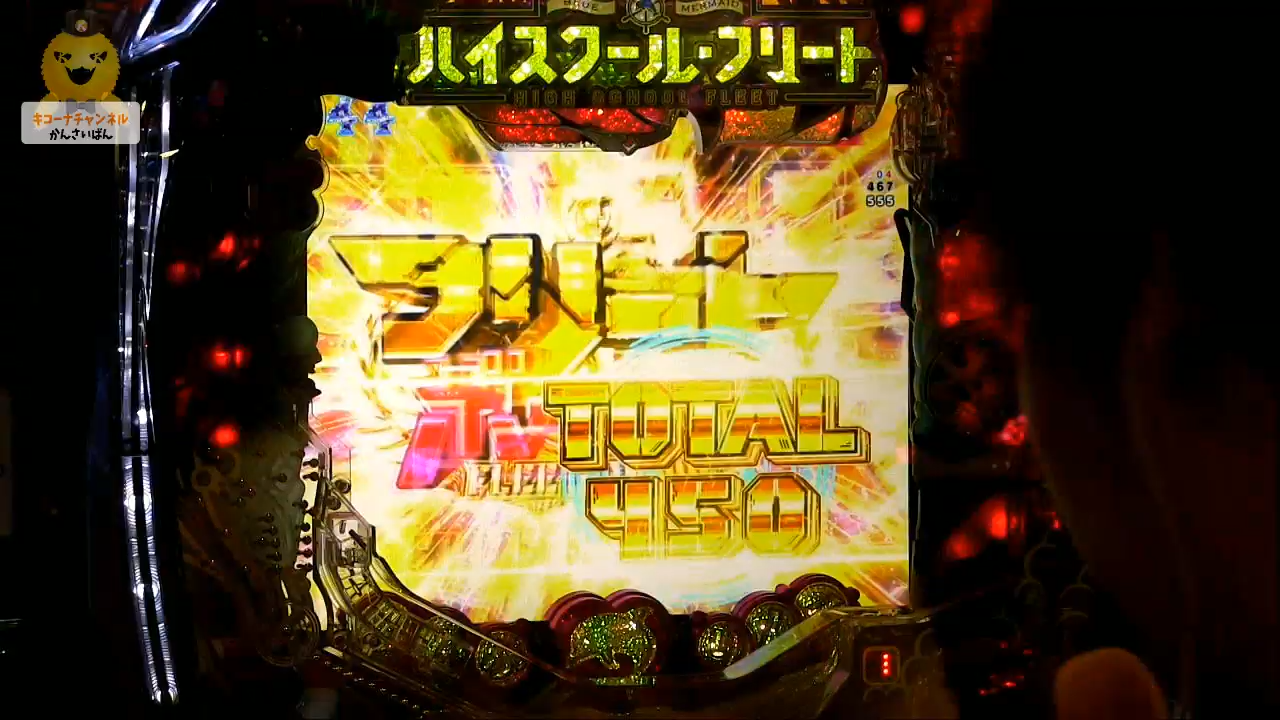 キコーナチャンネル
かんさいばん
BLUE MERMAID
ハイスクール・フリート
HIGH SCHOOL FLEET
04
467
555
TOTAL
450